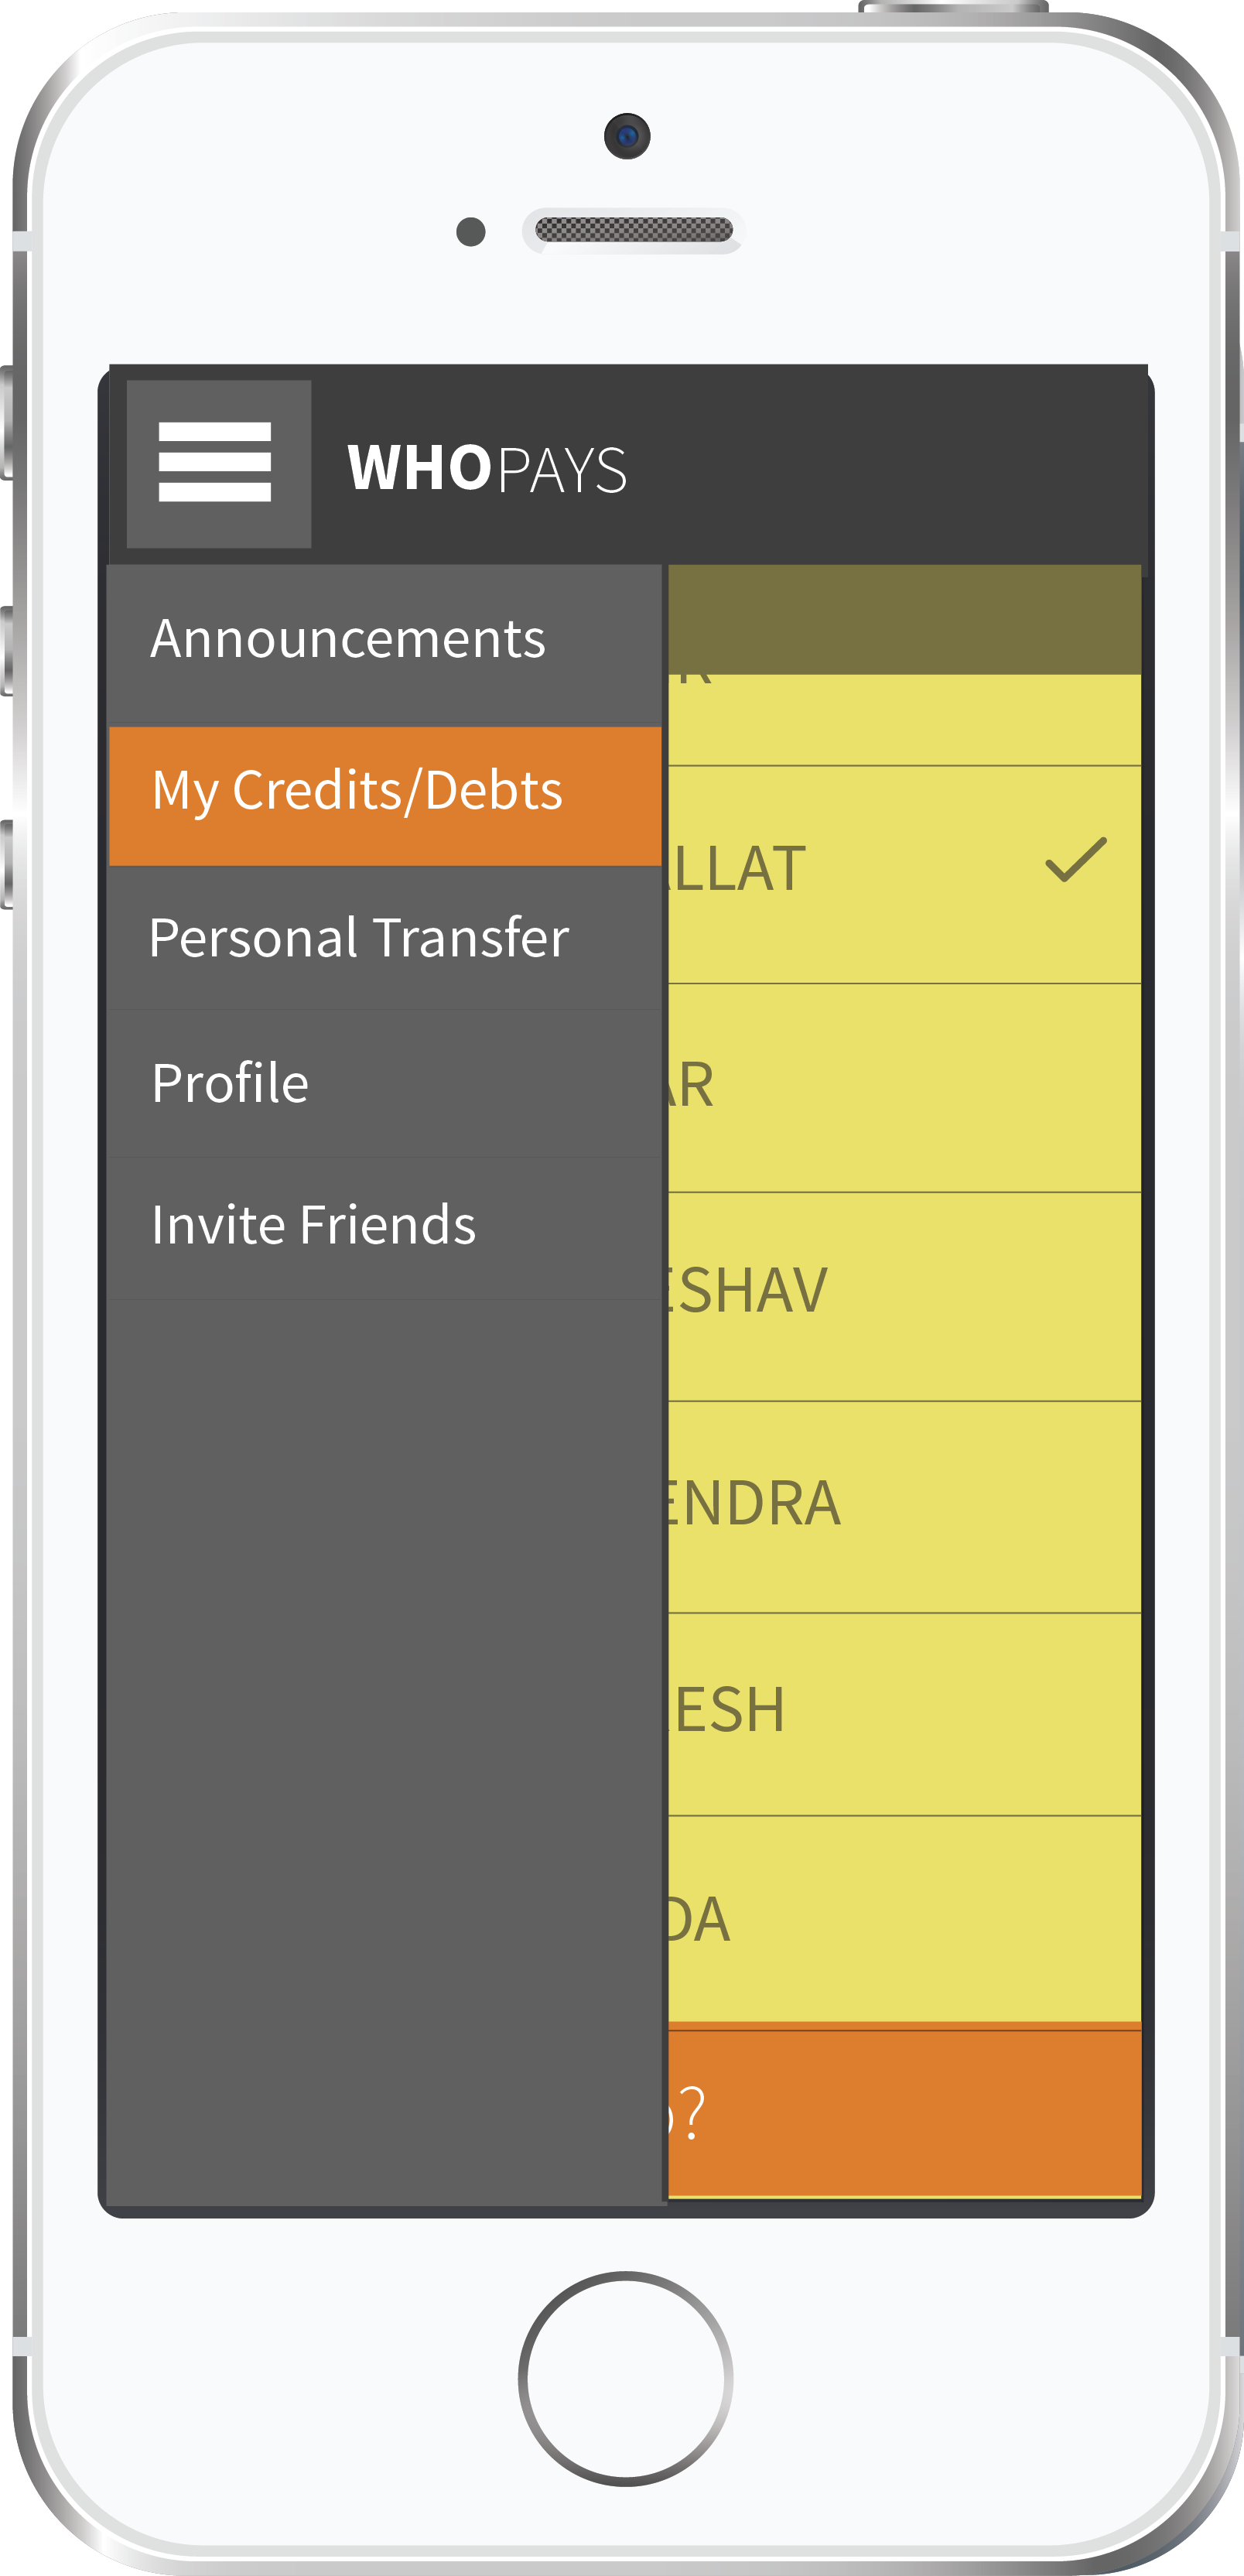 WHOPAYS
Announcements
My Credits/Debts
Personal Transfer
Profile
Invite Friends
R
LLAT
AR
ESHAV
ENDRA
ESH
DA
?